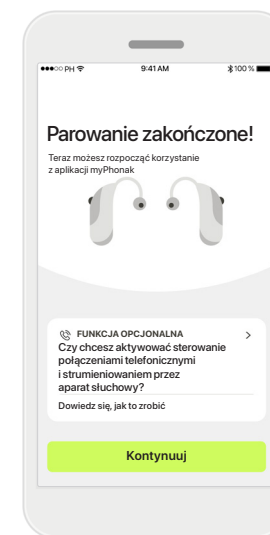 PH 9:41 AM 100 %
Parowanie zakończone!
Teraz możesz rozpocząć korzystanie
z aplikacji myPhonak
FUNKCJA OPCJONALNA
Czy chcesz aktywować sterowanie
połączeniami telefonicznymi
i strumieniowaniem przez
aparat słuchowy?
Dowiedz się, jak to zrobić
Kontynuuj